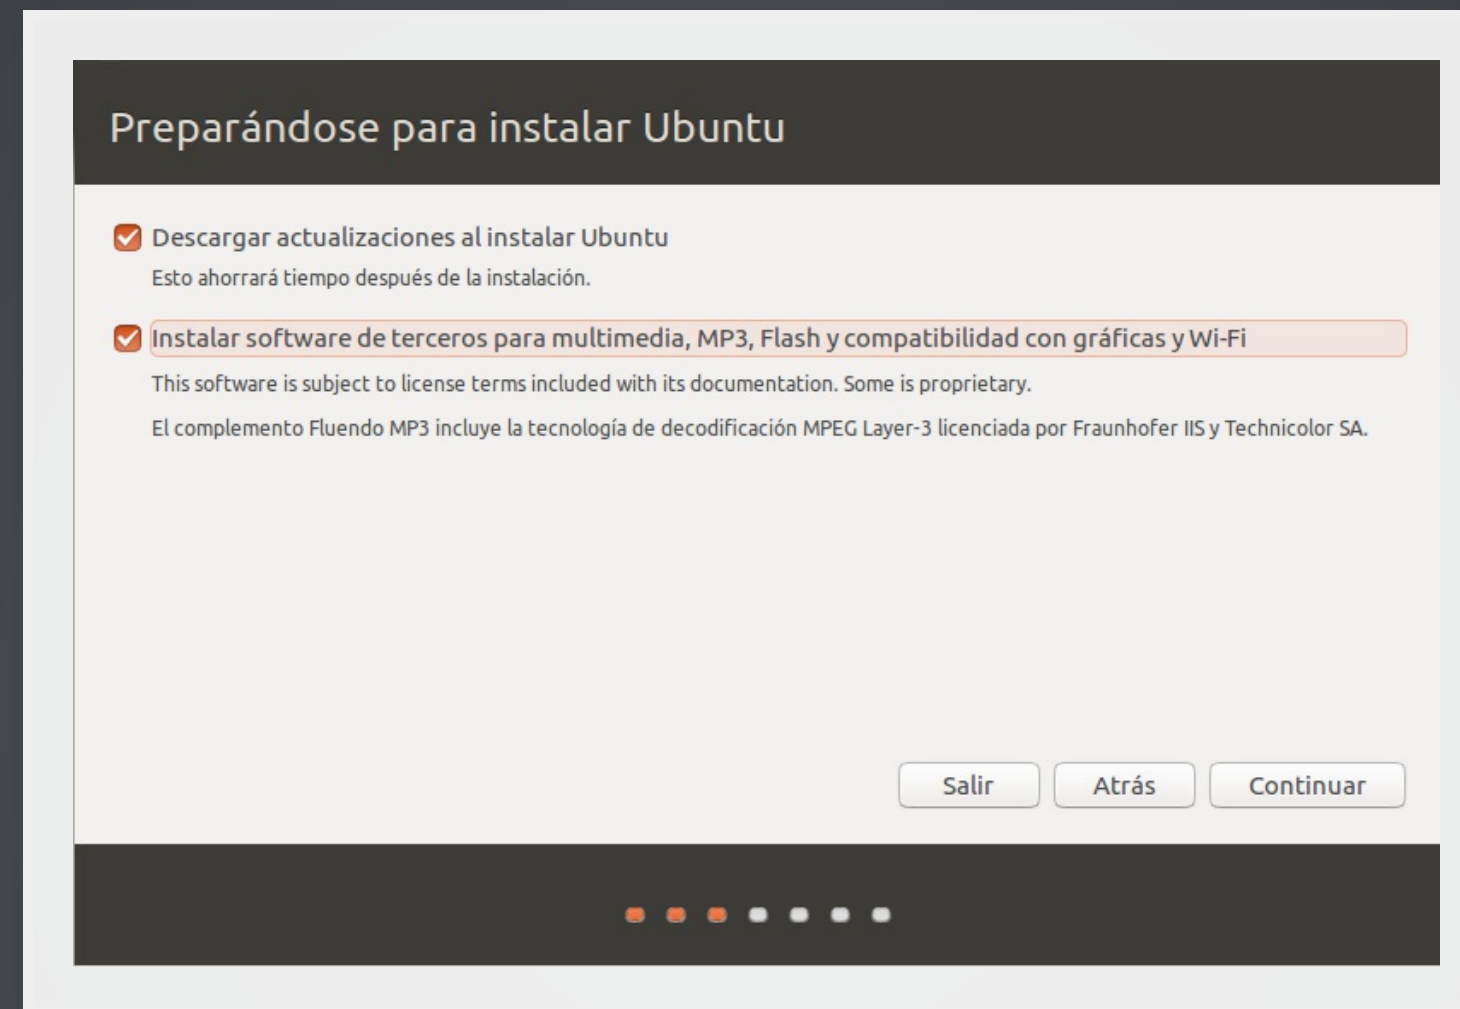 Preparándose para instalar Ubuntu
Descargar actualizaciones al instalar Ubuntu
Esto ahorrará tiempo después de la instalación.
Instalar software de terceros para multimedia, MP3, Flash y compatibilidad con gráficas y Wi-Fi
This software is subject to license terms included with its documentation. Some is proprietary.
El complemento Fluendo MP3 incluye la tecnología de decodificación MPEG Layer-3 licenciada por Fraunhofer IIS y Technicolor SA.
Salir Atrás Continuar